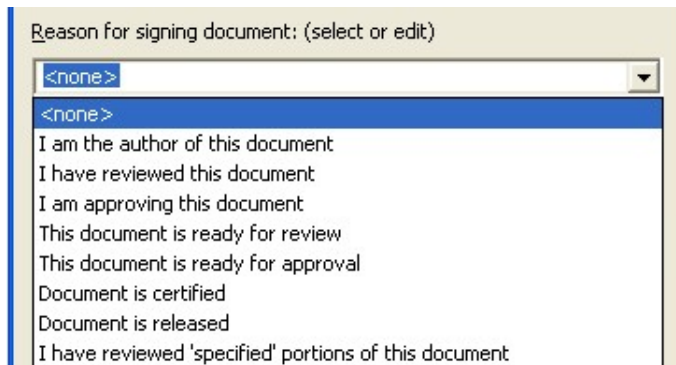 Reason for signing document: (select or edit)
<none>
<none>
I am the author of this document
I have reviewed this document
I am approving this document
This document is ready for review
This document is ready for approval
Document is certified
Document is released
I have reviewed 'specified' portions of this document